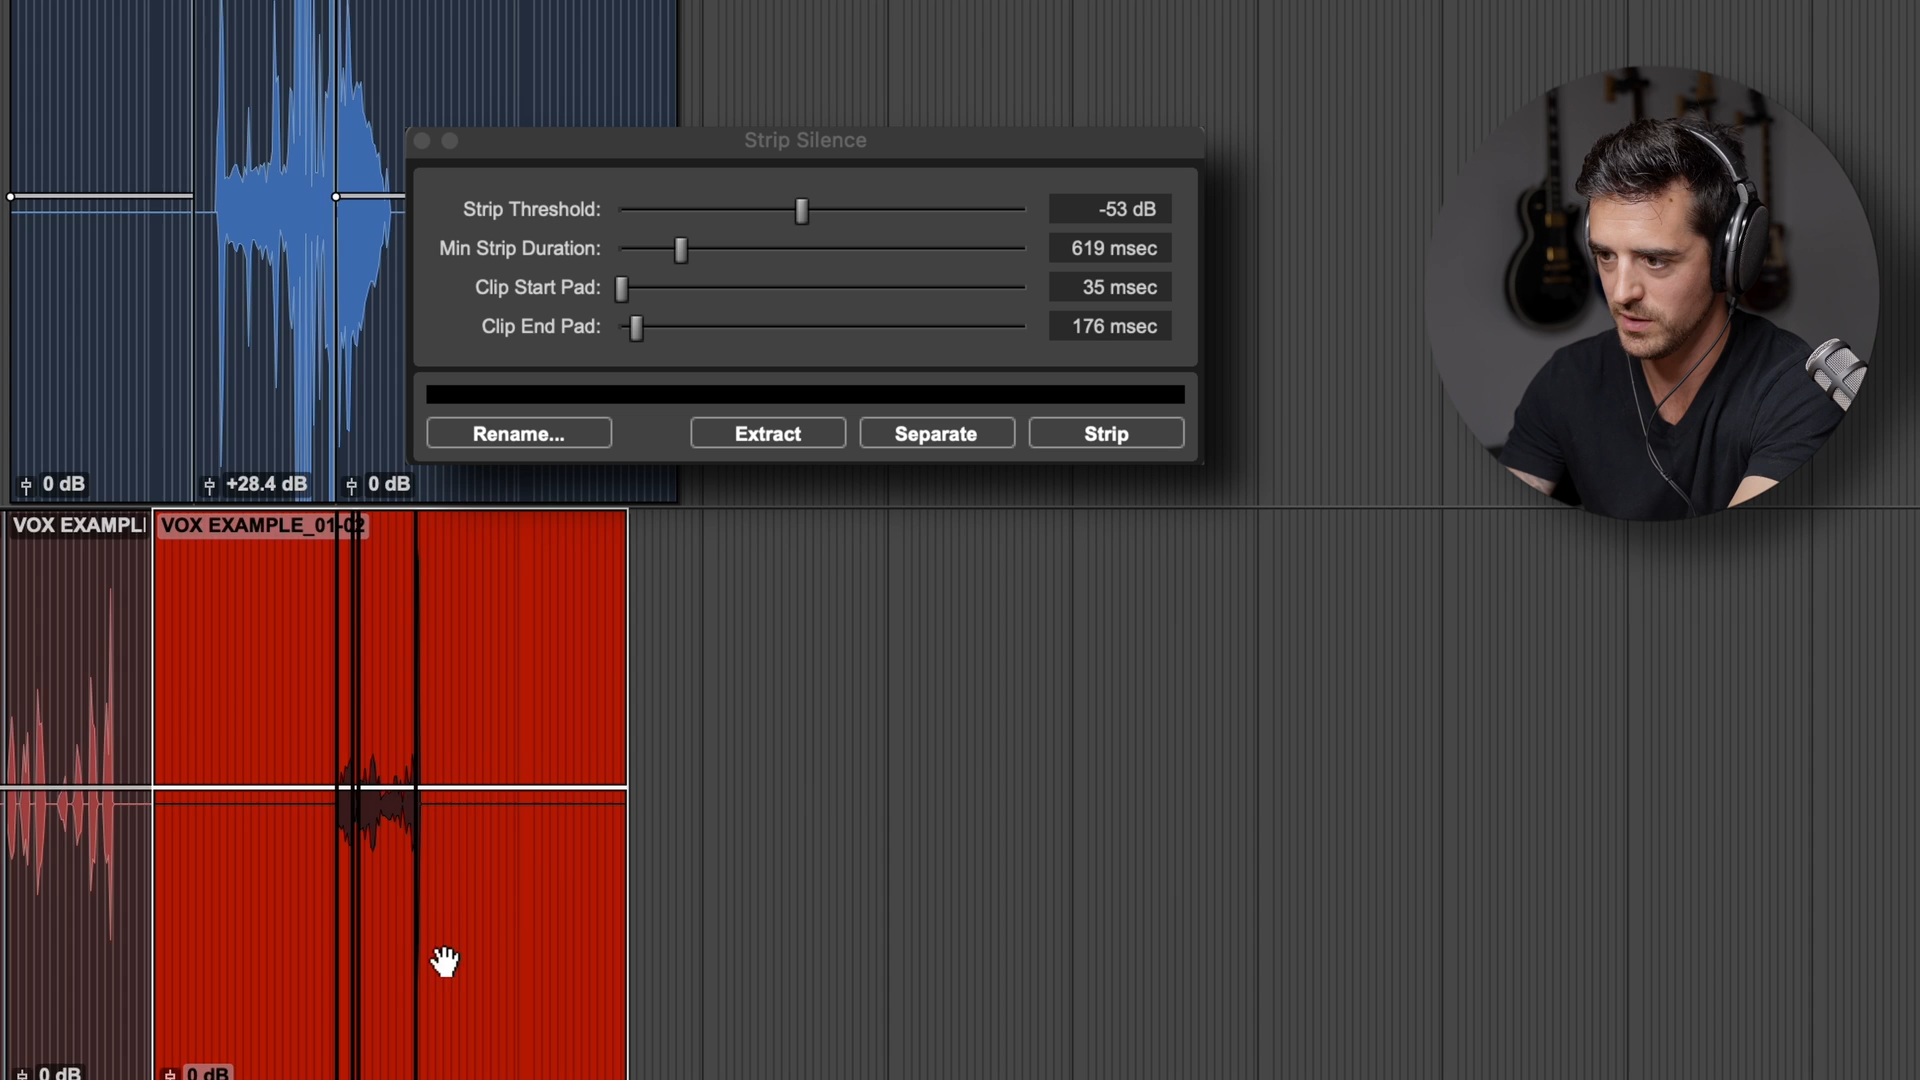 Strip Silence
Strip Threshold: -53 dB
Min Strip Duration: 619 msec
Clip Start Pad: 35 msec
Clip End Pad: 176 msec
Rename... Extract Separate Strip
0 dB +28.4 dB 0 dB
VOX EXAMPL VOX EXAMPLE_01-02
0 dB 0 dB